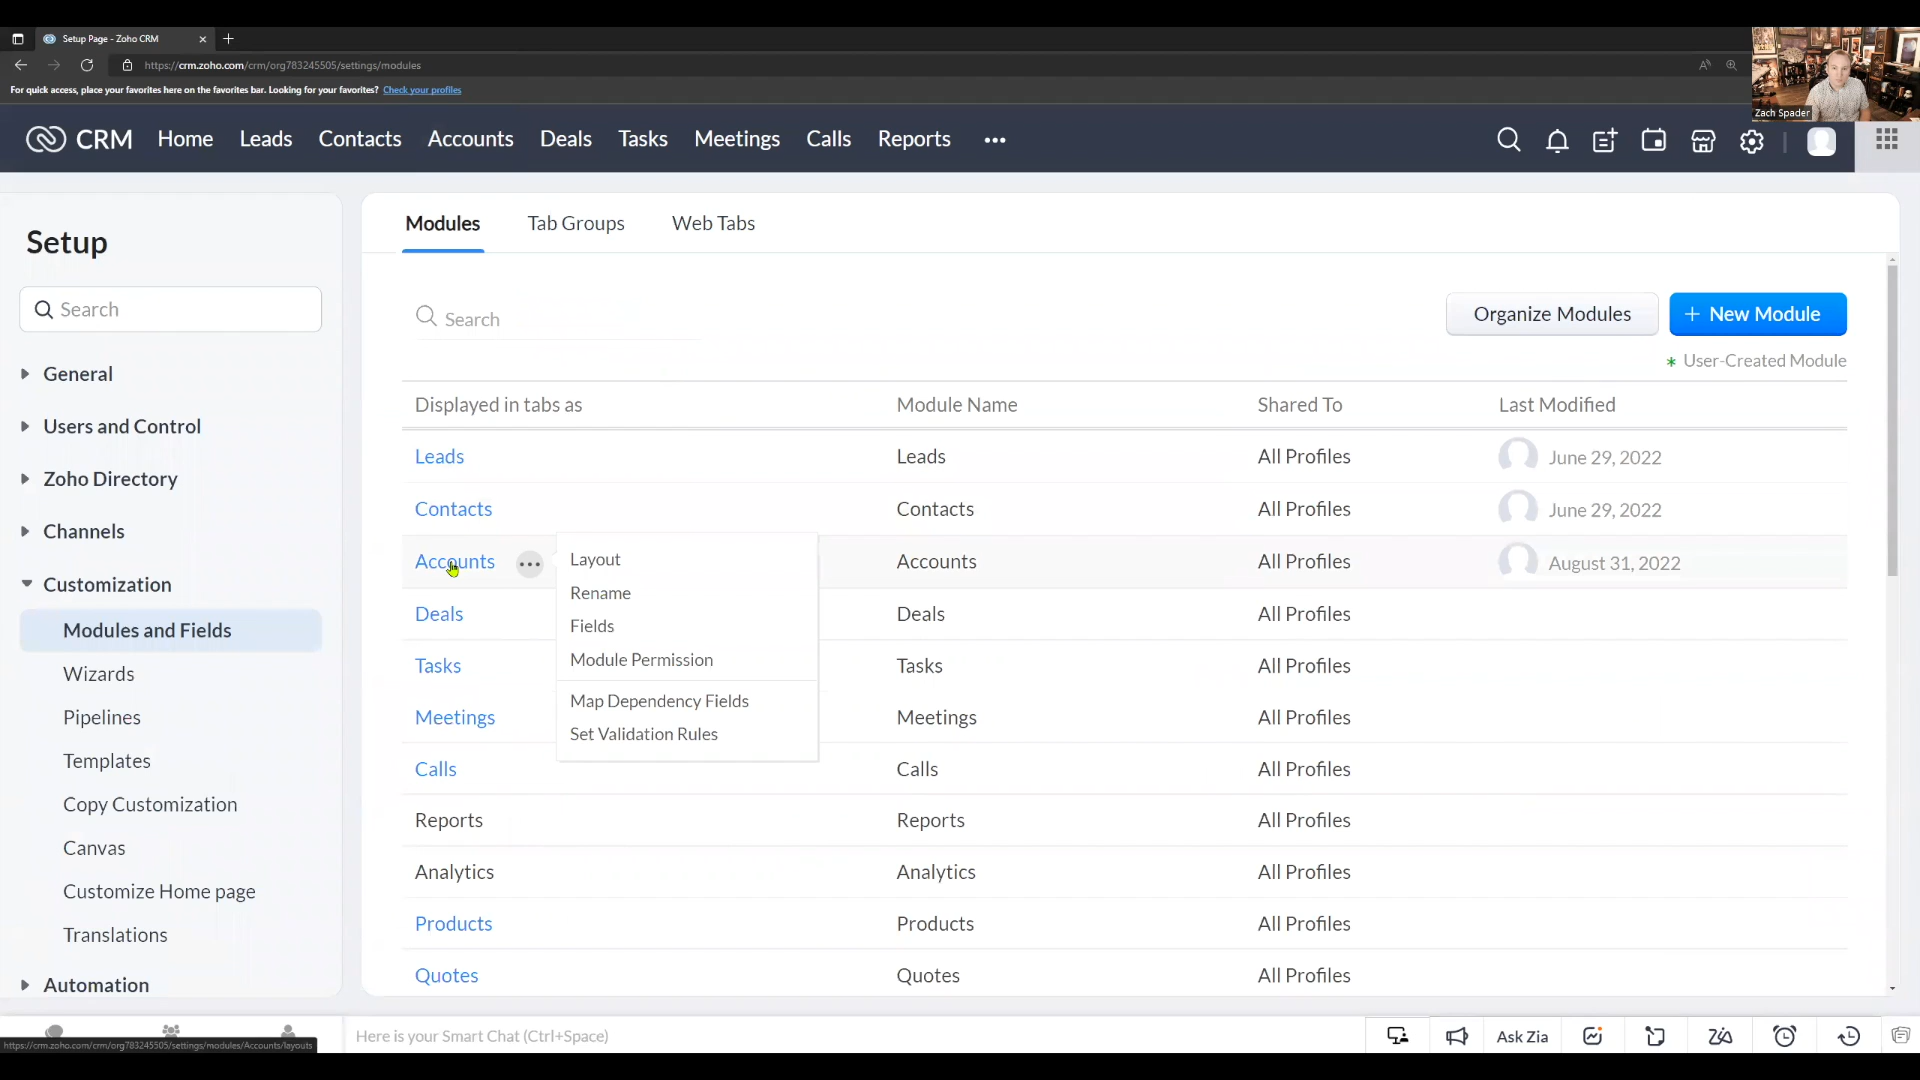 Setup Page - Zoho CRM
https://crm.zoho.com/crm/org783245505/settings/modules
For quick access, place your favorites here on the favorites bar. Looking for your favorites? Check your profiles
Zach Spader
CRM Home Leads Contacts Accounts Deals Tasks Meetings Calls Reports
Setup
Search
General
Users and Control
Zoho Directory
Channels
Customization
Modules and Fields
Wizards
Pipelines
Templates
Copy Customization
Canvas
Customize Home page
Translations
Automation
Modules Tab Groups Web Tabs
Search
Organize Modules
+ New Module
* User-Created Module
Displayed in tabs as Module Name Shared To Last Modified
Leads Leads All Profiles June 29, 2022
Contacts Contacts All Profiles June 29, 2022
Accounts Accounts All Profiles August 31, 2022
Layout
Rename
Fields
Module Permission
Map Dependency Fields
Set Validation Rules
Deals Deals All Profiles
Tasks Tasks All Profiles
Meetings Meetings All Profiles
Calls Calls All Profiles
Reports Reports All Profiles
Analytics Analytics All Profiles
Products Products All Profiles
Quotes Quotes All Profiles
Here is your Smart Chat (Ctrl+Space)
Ask Zia
https://crm.zoho.com/crm/org783245505/settings/modules/Accounts/layouts